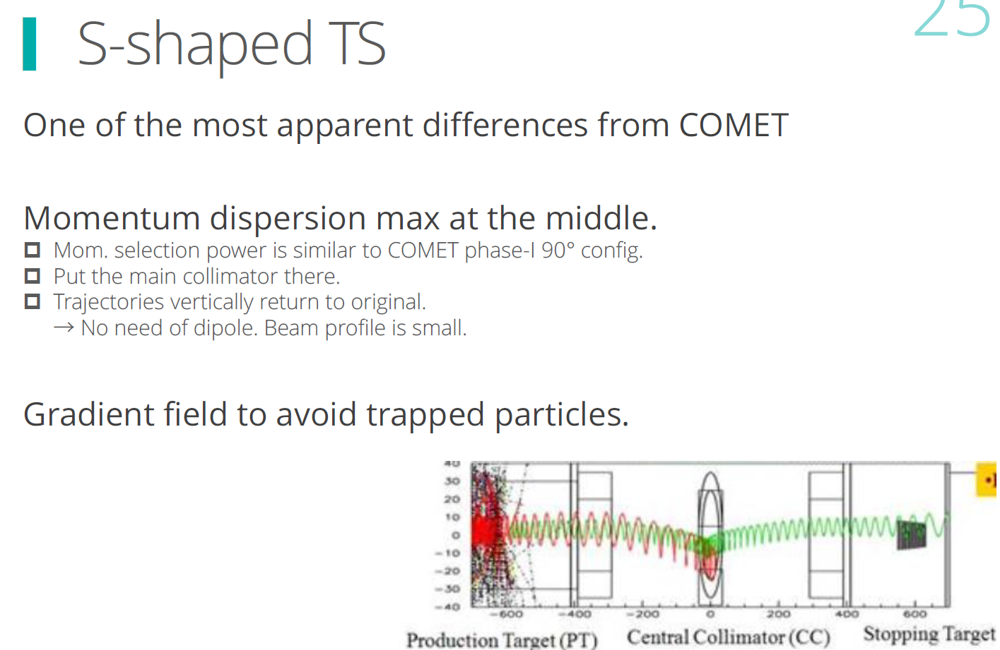 25
S-shaped TS
One of the most apparent differences from COMET
Momentum dispersion max at the middle.
Mom. selection power is similar to COMET phase-I 90° config.
Put the main collimator there.
Trajectories vertically return to original.
→ No need of dipole. Beam profile is small.
Gradient field to avoid trapped particles.
40
30
20
10
0
-10
-20
-30
-40
-600 -400 -200 0 200 400 600
Production Target (PT) Central Collimator (CC) Stopping Target